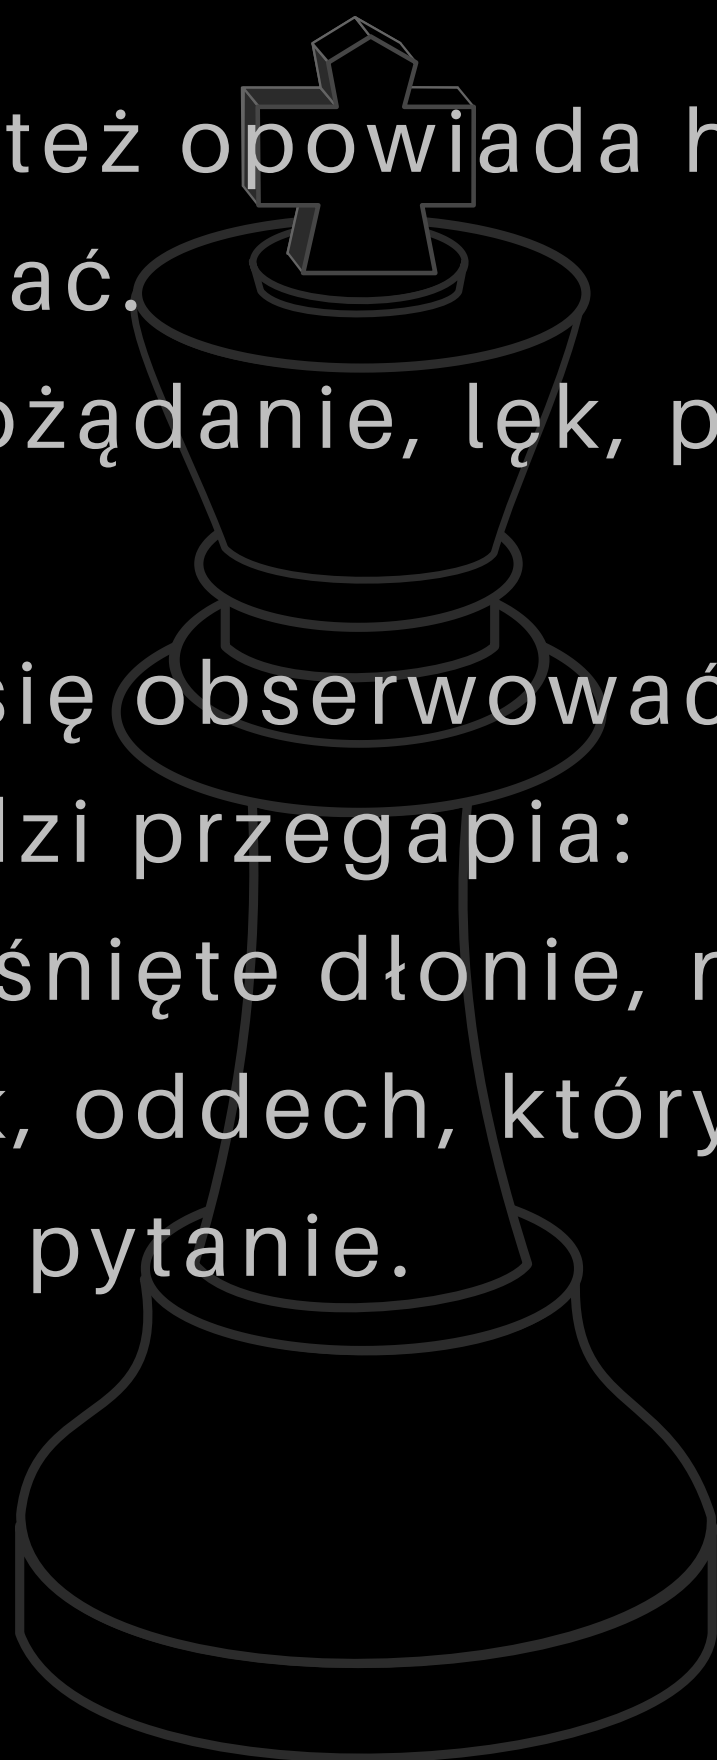 też opowiada h
ać.
ożądanie, lęk, p
się obserwować
dzi przegapia:
śnięte dłonie, n
k, oddech, który
pytanie.